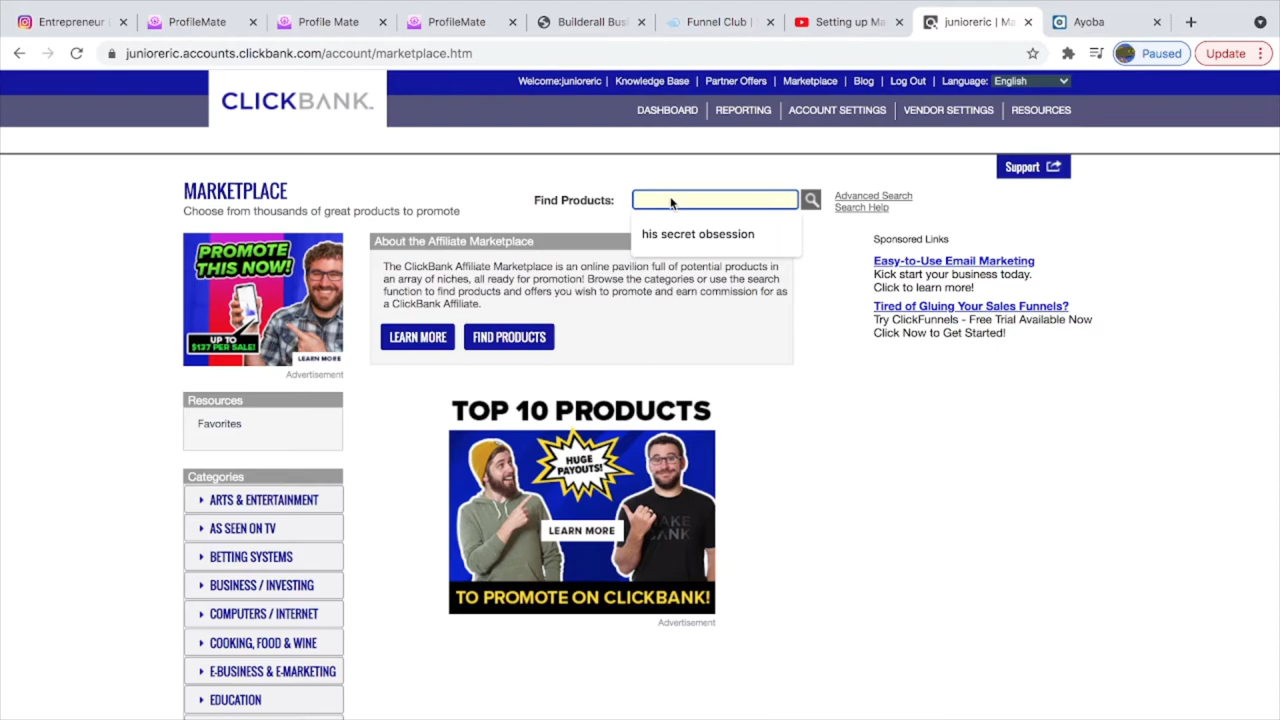 Entrepreneur
ProfileMate
Profile Mate
ProfileMate
Builderall Busi
Funnel Club |
Setting up Ma
junioreric | Ma
Ayoba
junioreric.accounts.clickbank.com/account/marketplace.htm
Paused
Update
Welcome:junioreric | Knowledge Base | Partner Offers | Marketplace | Blog | Log Out | Language: English
CLICKBANK.
DASHBOARD | REPORTING | ACCOUNT SETTINGS | VENDOR SETTINGS | RESOURCES
Support
MARKETPLACE
Choose from thousands of great products to promote
Find Products:
Advanced Search
Search Help
his secret obsession
PROMOTE
THIS NOW!
UP TO
$137 PER SALE!
LEARN MORE
Advertisement
About the Affiliate Marketplace
The ClickBank Affiliate Marketplace is an online pavilion full of potential products in
an array of niches, all ready for promotion! Browse the categories or use the search
function to find products and offers you wish to promote and earn commission for as
a ClickBank Affiliate.
LEARN MORE
FIND PRODUCTS
Sponsored Links
Easy-to-Use Email Marketing
Kick start your business today.
Click to learn more!
Tired of Gluing Your Sales Funnels?
Try ClickFunnels - Free Trial Available Now
Click Now to Get Started!
Resources
Favorites
Categories
ARTS & ENTERTAINMENT
AS SEEN ON TV
BETTING SYSTEMS
BUSINESS / INVESTING
COMPUTERS / INTERNET
COOKING, FOOD & WINE
E-BUSINESS & E-MARKETING
EDUCATION
TOP 10 PRODUCTS
HUGE
PAYOUTS!
LEARN MORE
TO PROMOTE ON CLICKBANK!
Advertisement